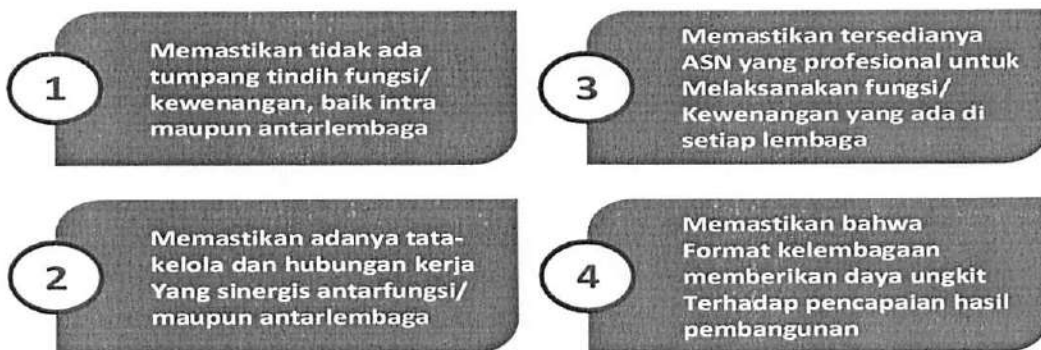 1
Memastikan tidak ada
tumpang tindih fungsi/
kewenangan, baik intra
maupun antarlembaga
2
Memastikan adanya tata-
kelola dan hubungan kerja
Yang sinergis antarfungsi/
maupun antarlembaga
3
Memastikan tersedianya
ASN yang profesional untuk
Melaksanakan fungsi/
Kewenangan yang ada di
setiap lembaga
4
Memastikan bahwa
Format kelembagaan
memberikan daya ungkit
Terhadap pencapaian hasil
pembangunan